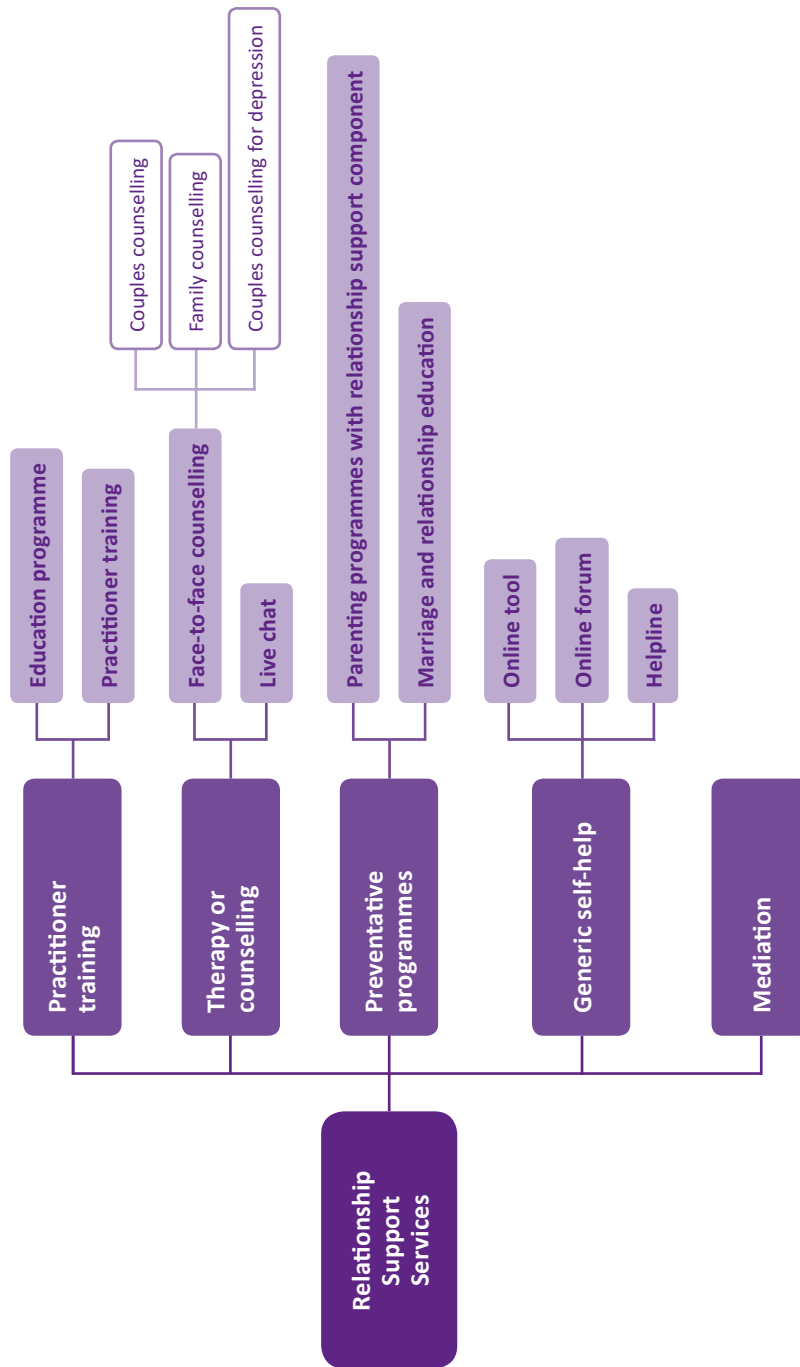 Relationship
Support
Services
Practitioner
training
Education programme
Practitioner training
Therapy or
counselling
Face-to-face counselling
Couples counselling
Family counselling
Couples counselling for depression
Live chat
Preventative
programmes
Parenting programmes with relationship support component
Marriage and relationship education
Generic self-help
Online tool
Online forum
Helpline
Mediation